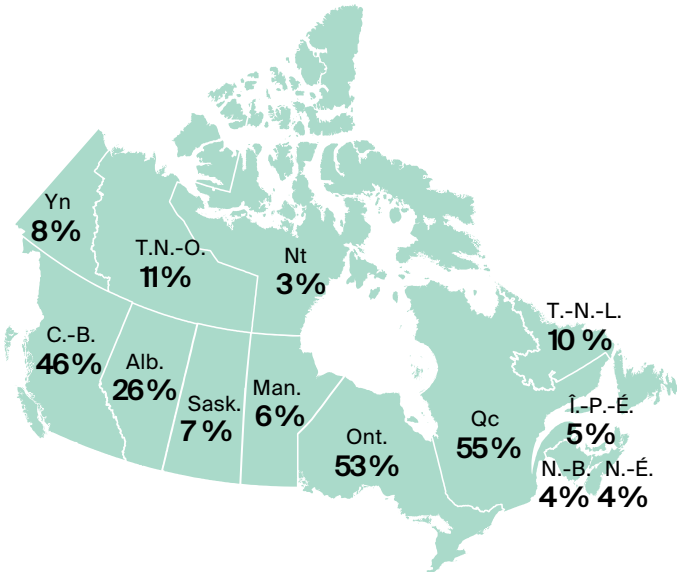 Yn
8 %
T.N.-O.
11 %
Nt
3 %
C.-B.
46 %
Alb.
26 %
Sask.
7 %
Man.
6 %
Ont.
53 %
Qc
55 %
T.-N.-L.
10 %
Î.-P.-É.
5 %
N.-B. N.-É.
4 % 4 %